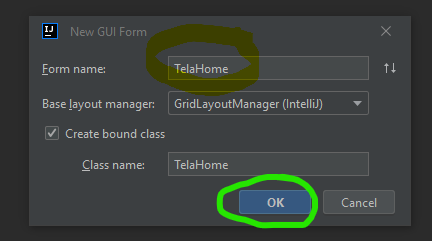 New GUI Form
Form name: TelaHome
Base layout manager: GridLayoutManager (IntelliJ)
Create bound class
Class name: TelaHome
OK Cancel